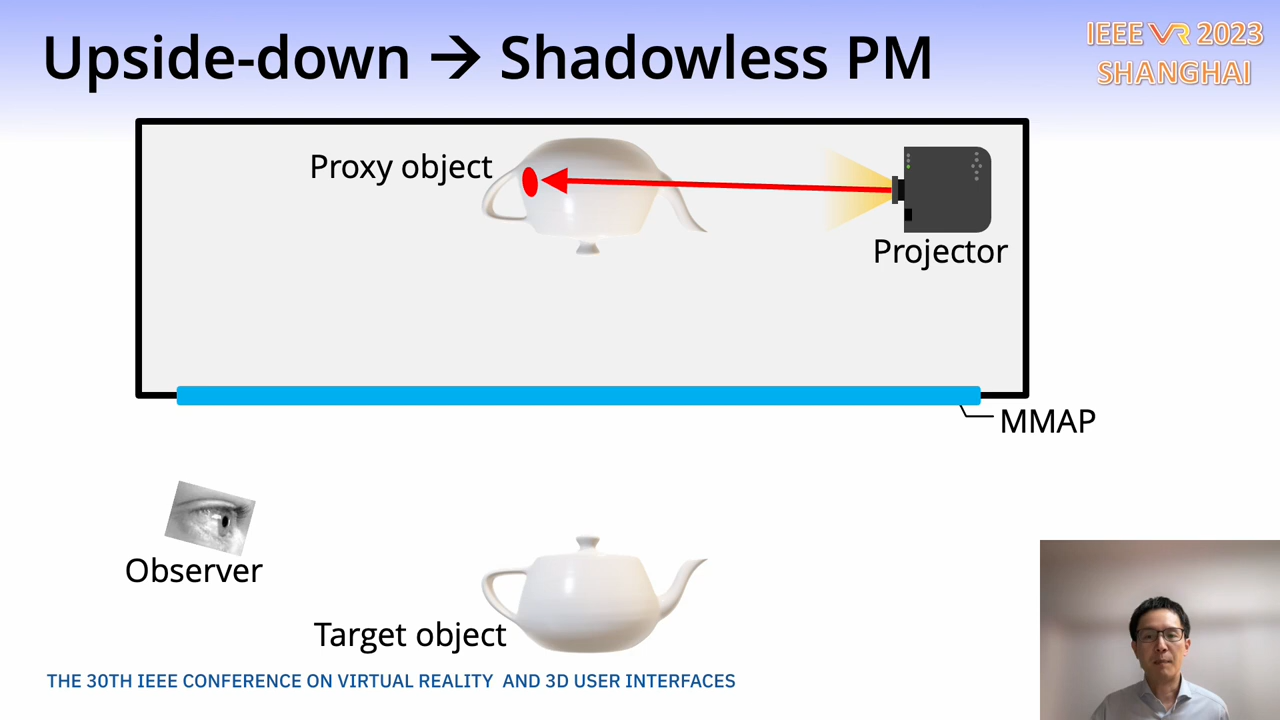 Upside-down → Shadowless PM
IEEE VR 2023
SHANGHAI
Proxy object
Projector
MMAP
Observer
Target object
THE 30TH IEEE CONFERENCE ON VIRTUAL REALITY AND 3D USER INTERFACES